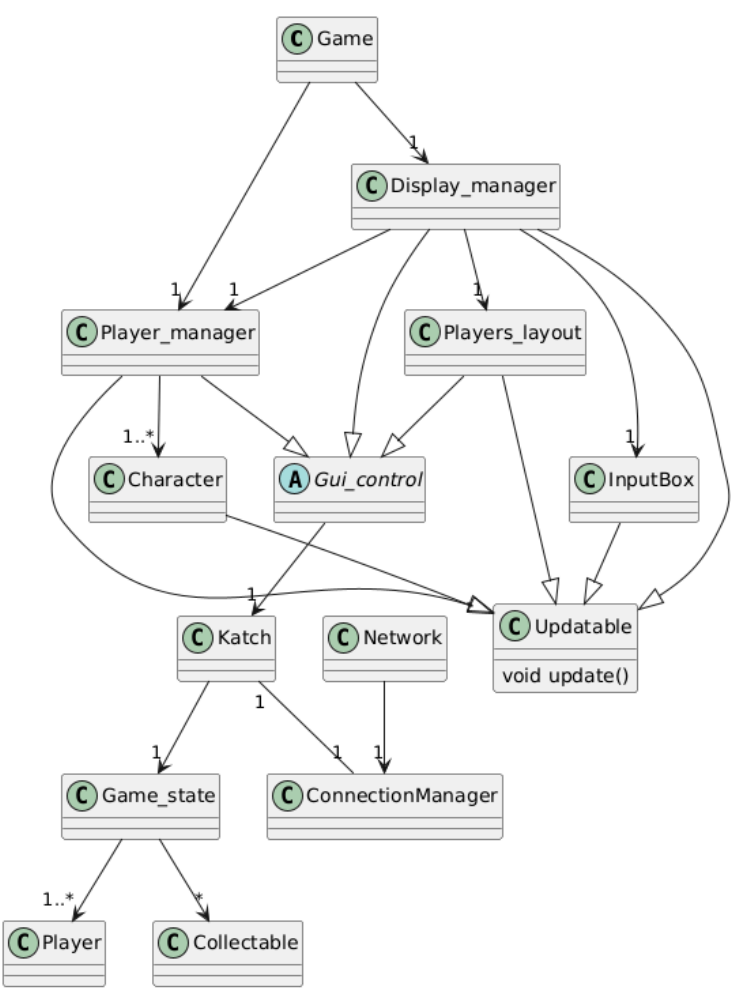 C Game
1
C Display_manager
1
1
1
C Player_manager
C Players_layout
1..*
1
C Character
A Gui_control
C InputBox
1
C Katch
C Network
C Updatable
void update()
1
1
1
1
C Game_state
C ConnectionManager
1..*
*
C Player
C Collectable